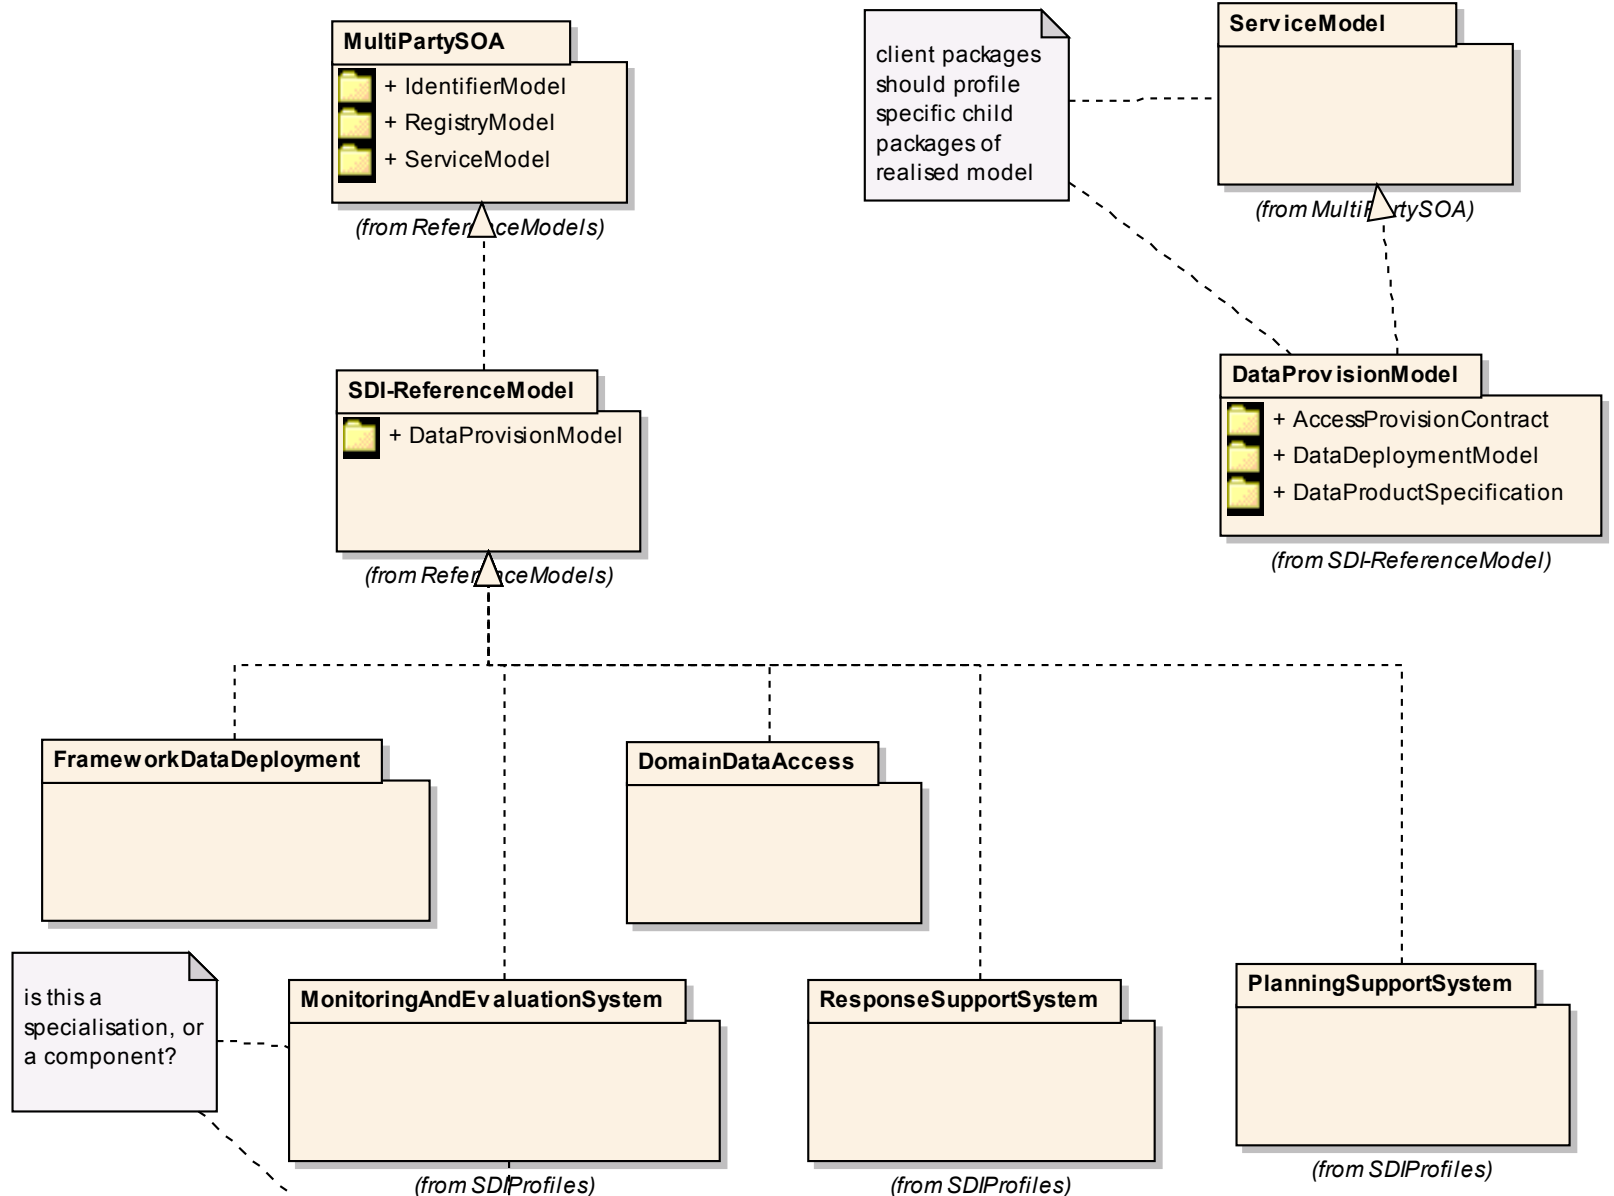 MultiPartySOA
+ IdentifierModel
+ RegistryModel
+ ServiceModel
(from ReferenceModels)
client packages
should profile
specific child
packages of
realised model
ServiceModel
(from MultiPartySOA)
SDI-ReferenceModel
+ DataProvisionModel
(from ReferenceModels)
DataProvisionModel
+ AccessProvisionContract
+ DataDeploymentModel
+ DataProductSpecification
(from SDI-ReferenceModel)
FrameworkDataDeployment
DomainDataAccess
is this a
specialisation, or
a component?
MonitoringAndEvaluationSystem
(from SDIProfiles)
ResponseSupportSystem
(from SDIProfiles)
PlanningSupportSystem
(from SDIProfiles)